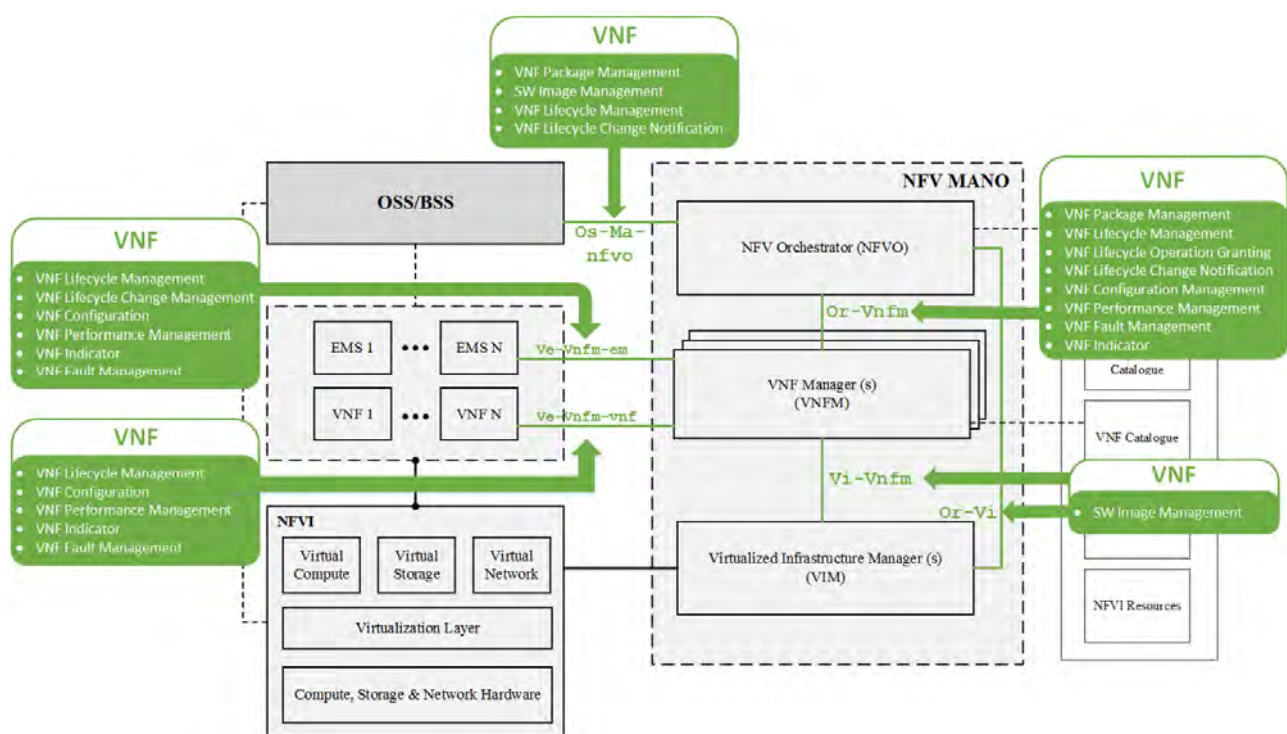 VNF
• VNF Package Management
• SW Image Management
• VNF Lifecycle Management
• VNF Lifecycle Change Notification
OSS/BSS
NFV MANO
Os-Ma-
nfvo
NFV Orchestrator (NFVO)
VNF
• VNF Package Management
• VNF Lifecycle Management
• VNF Lifecycle Operation Granting
• VNF Lifecycle Change Notification
• VNF Configuration Management
• VNF Performance Management
• VNF Fault Management
• VNF Indicator
VNF
• VNF Lifecycle Management
• VNF Lifecycle Change Management
• VNF Configuration
• VNF Performance Management
• VNF Indicator
• VNF Fault Management
Or-Vnfm
EMS 1
•••
EMS N
Ve-Vnfm-em
VNF 1
•••
VNF N
Ve-Vnfm-vnf
VNF Manager (s)
(VNFM)
Catalogue
VNF Catalogue
VNF
• VNF Lifecycle Management
• VNF Configuration
• VNF Performance Management
• VNF Indicator
• VNF Fault Management
Vi-Vnfm
Or-Vi
VNF
• SW Image Management
NFVI
Virtual
Compute
Virtual
Storage
Virtual
Network
Virtualization Layer
Compute, Storage & Network Hardware
Virtualized Infrastructure Manager (s)
(VIM)
NFVI Resources